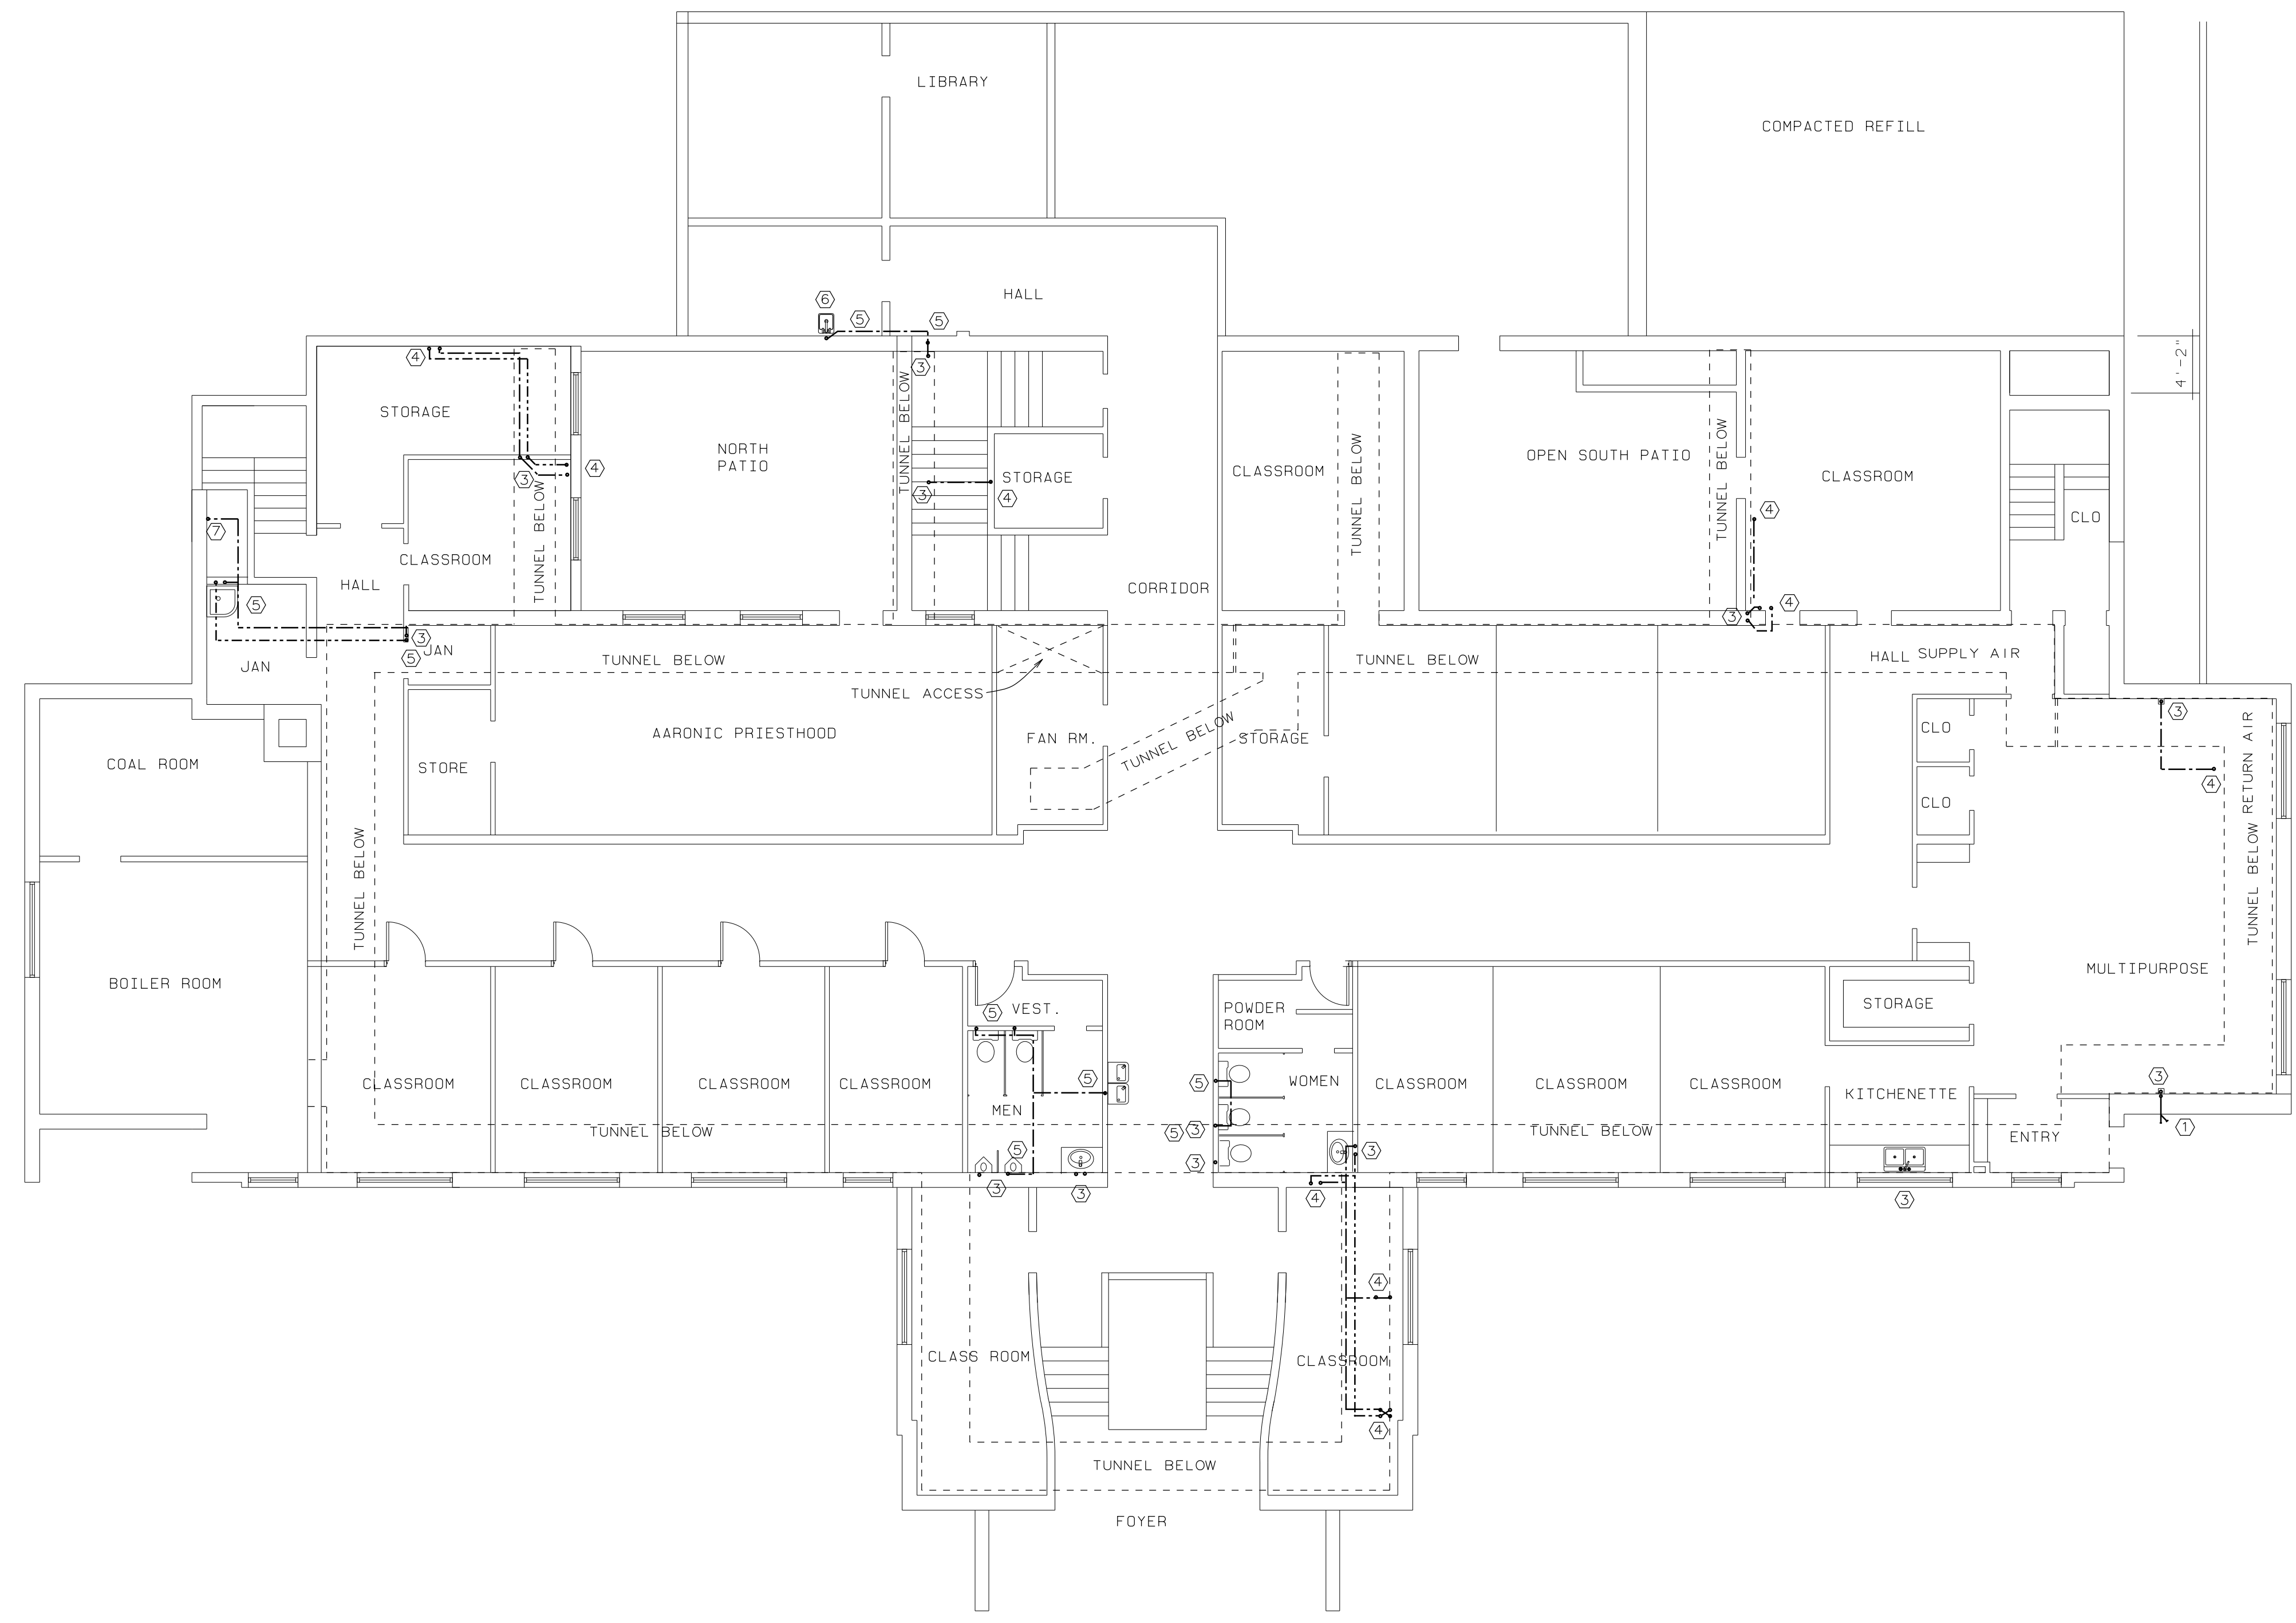 LIBRARY
COMPACTED REFILL
HALL
6
5
5
3
4
4'-2"
STORAGE
NORTH
PATIO
TUNNEL BELOW
STORAGE
CLASSROOM
TUNNEL BELOW
OPEN SOUTH PATIO
TUNNEL BELOW
CLASSROOM
4
3
3
4
4
CLO
7
CLASSROOM
TUNNEL BELOW
HALL
CORRIDOR
5
4
3
3
5
JAN
JAN
TUNNEL BELOW
TUNNEL ACCESS
TUNNEL BELOW
HALL
SUPPLY AIR
AARONIC PRIESTHOOD
FAN RM.
TUNNEL BELOW
STORAGE
CLO
3
COAL ROOM
STORE
CLO
4
TUNNEL BELOW
TUNNEL BELOW RETURN AIR
BOILER ROOM
MULTIPURPOSE
5
VEST.
POWDER
ROOM
STORAGE
CLASSROOM
CLASSROOM
CLASSROOM
CLASSROOM
5
5
WOMEN
CLASSROOM
CLASSROOM
CLASSROOM
KITCHENETTE
3
MEN
TUNNEL BELOW
5
5
3
TUNNEL BELOW
ENTRY
1
3
3
3
3
4
3
4
CLASS ROOM
CLASSROOM
4
TUNNEL BELOW
FOYER